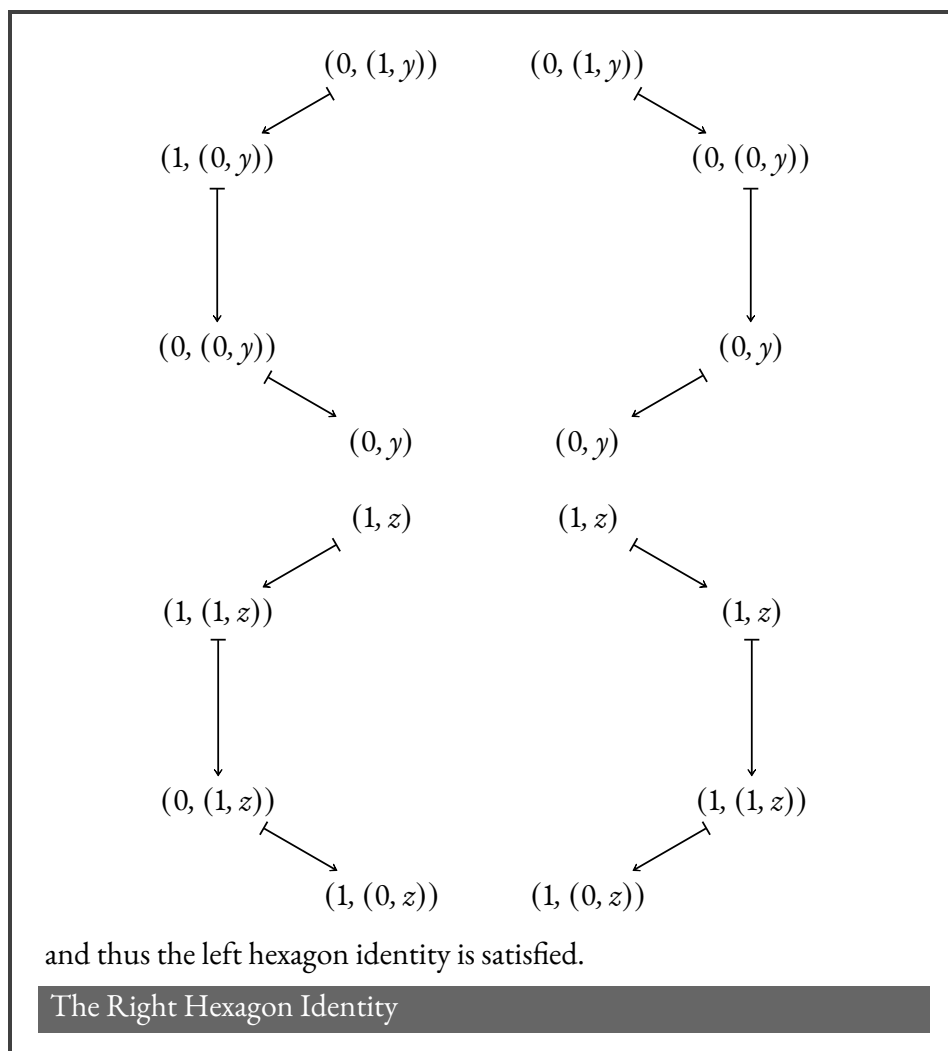 (0, (1, y)) (0, (1, y))
(1, (0, y)) (0, (0, y))
(0, (0, y)) (0, y)
(0, y) (0, y)
(1, z) (1, z)
(1, (1, z)) (1, z)
(0, (1, z)) (1, (1, z))
(1, (0, z)) (1, (0, z))
and thus the left hexagon identity is satisfied.
The Right Hexagon Identity